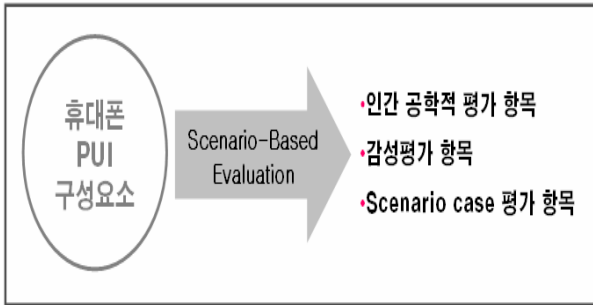 휴대폰
PUI
구성요소
Scenario-Based
Evaluation
•인간 공학적 평가 항목
•감성평가 항목
•Scenario case 평가 항목